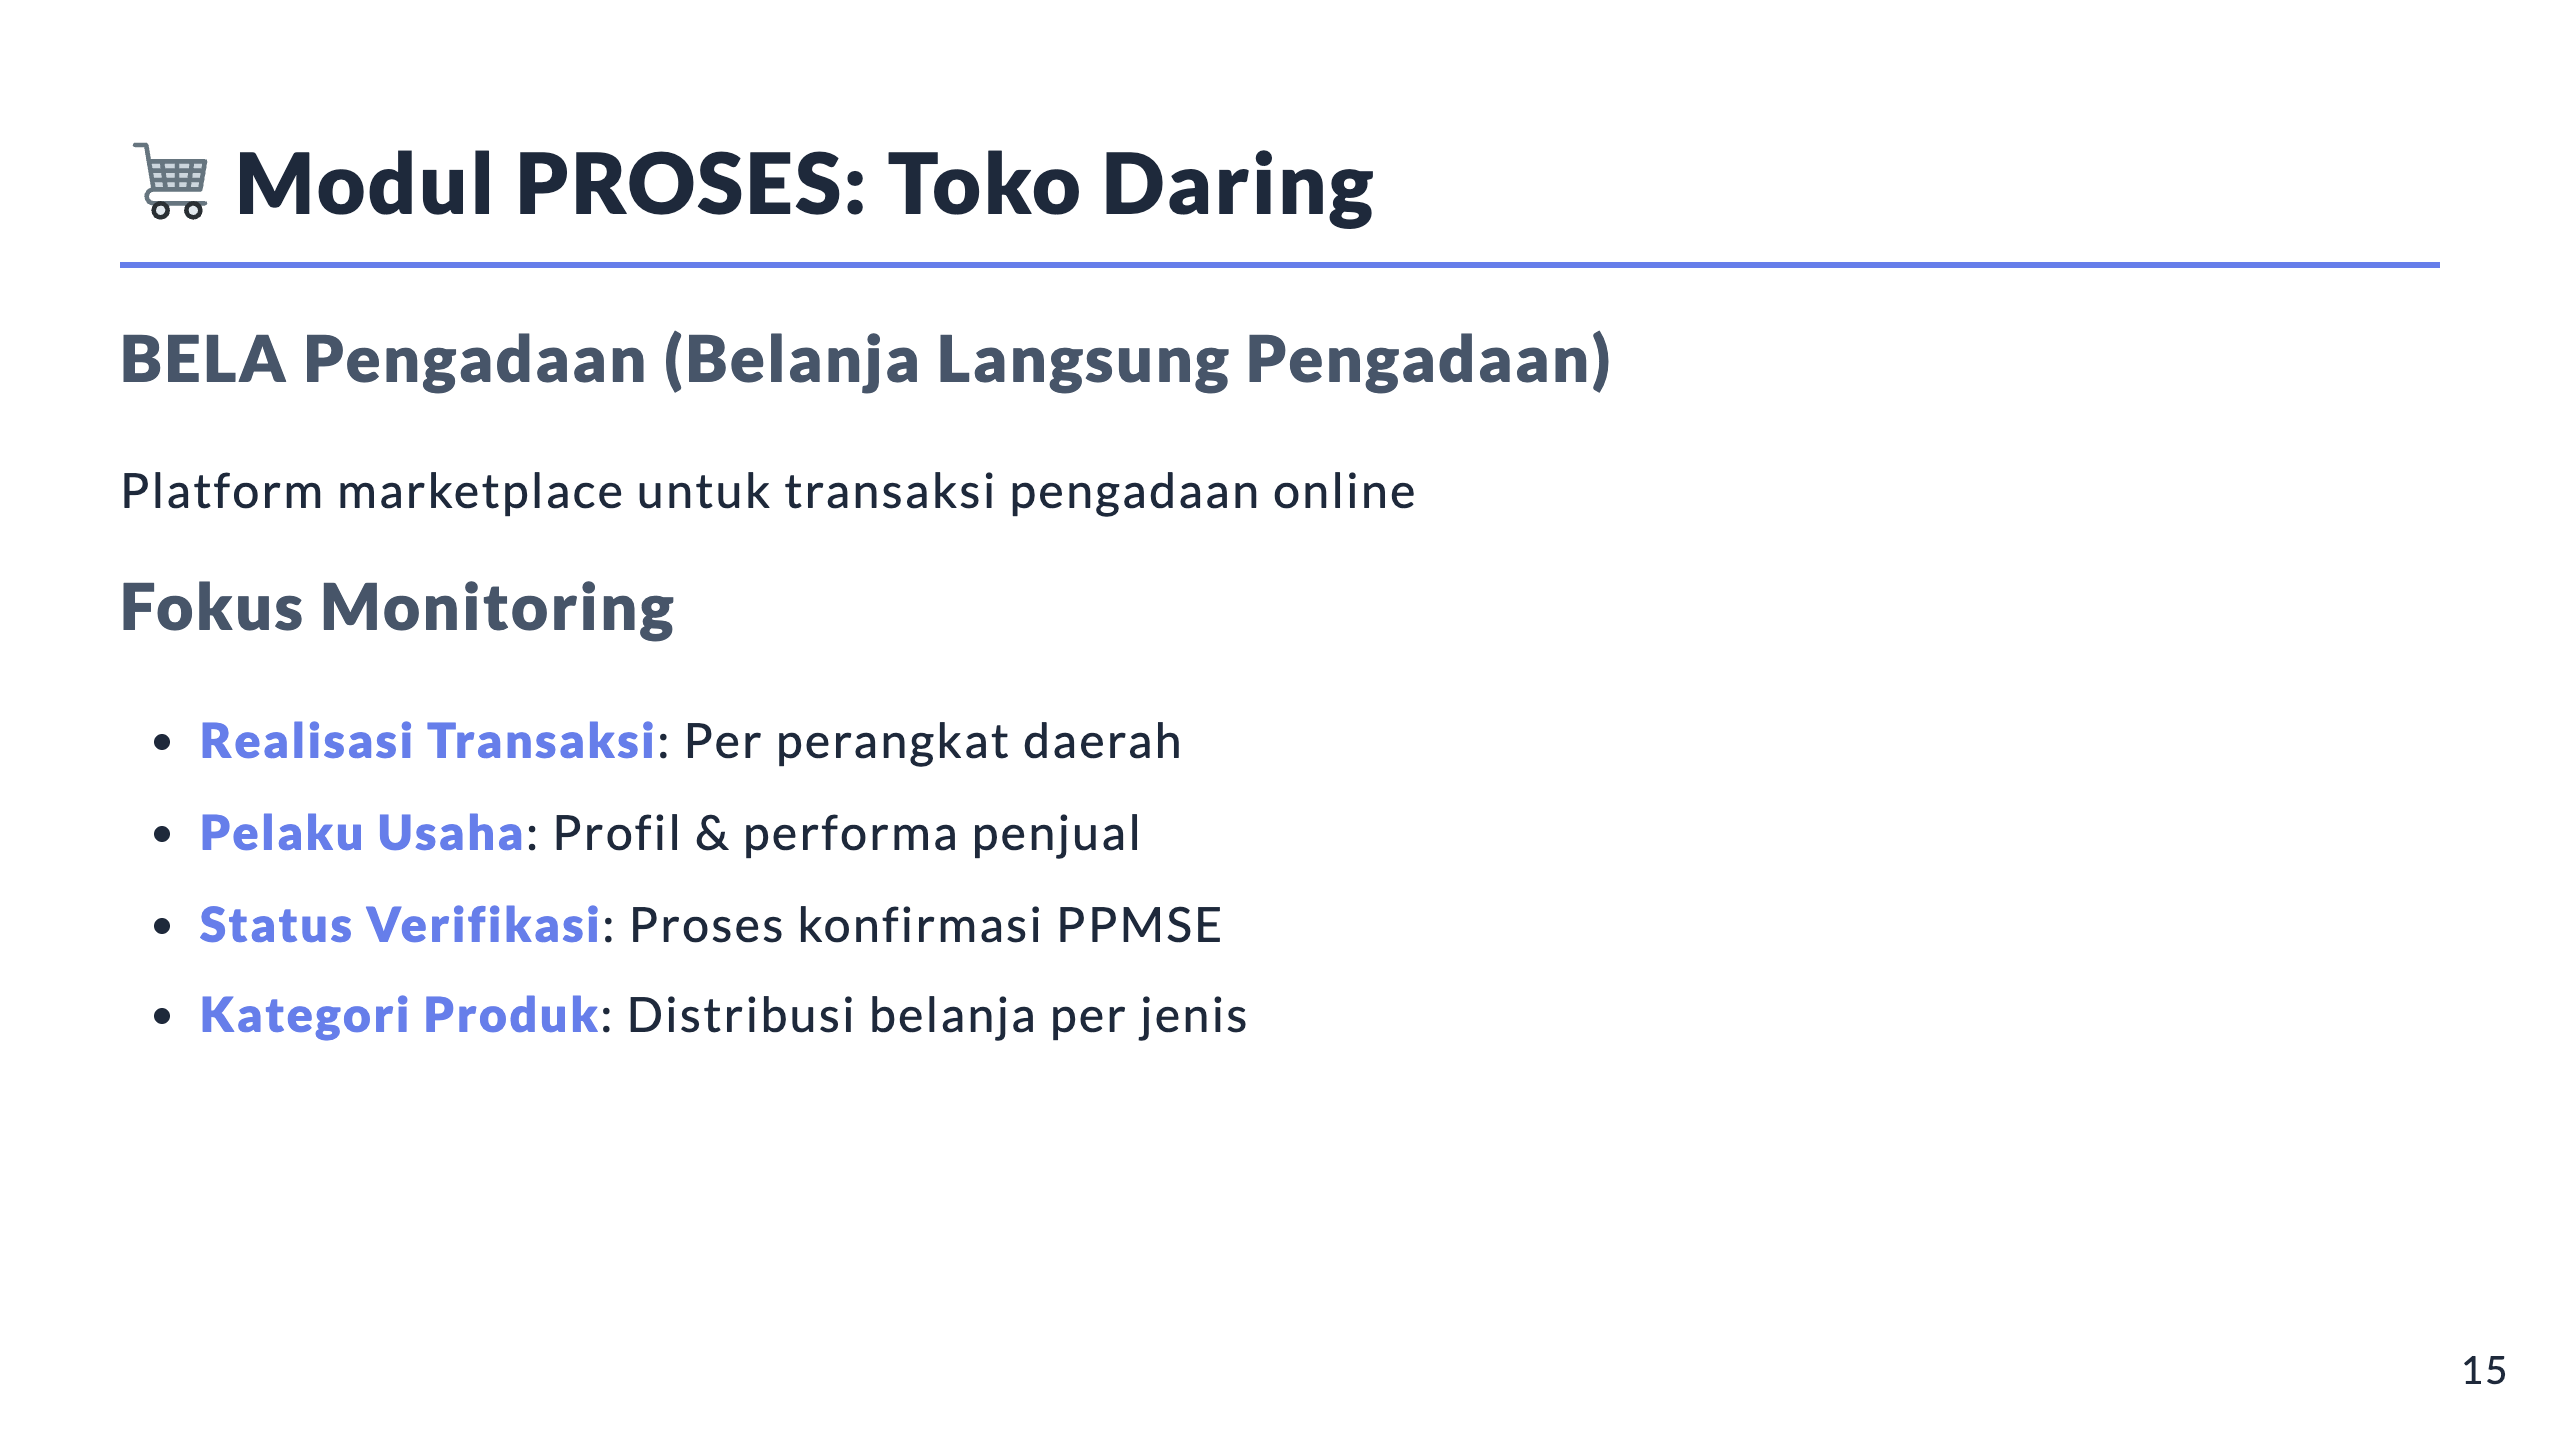 Modul PROSES: Toko Daring
BELA Pengadaan (Belanja Langsung Pengadaan)
Platform marketplace untuk transaksi pengadaan online
Fokus Monitoring
• Realisasi Transaksi: Per perangkat daerah
• Pelaku Usaha: Profil & performa penjual
• Status Verifikasi: Proses konfirmasi PPMSE
• Kategori Produk: Distribusi belanja per jenis
15